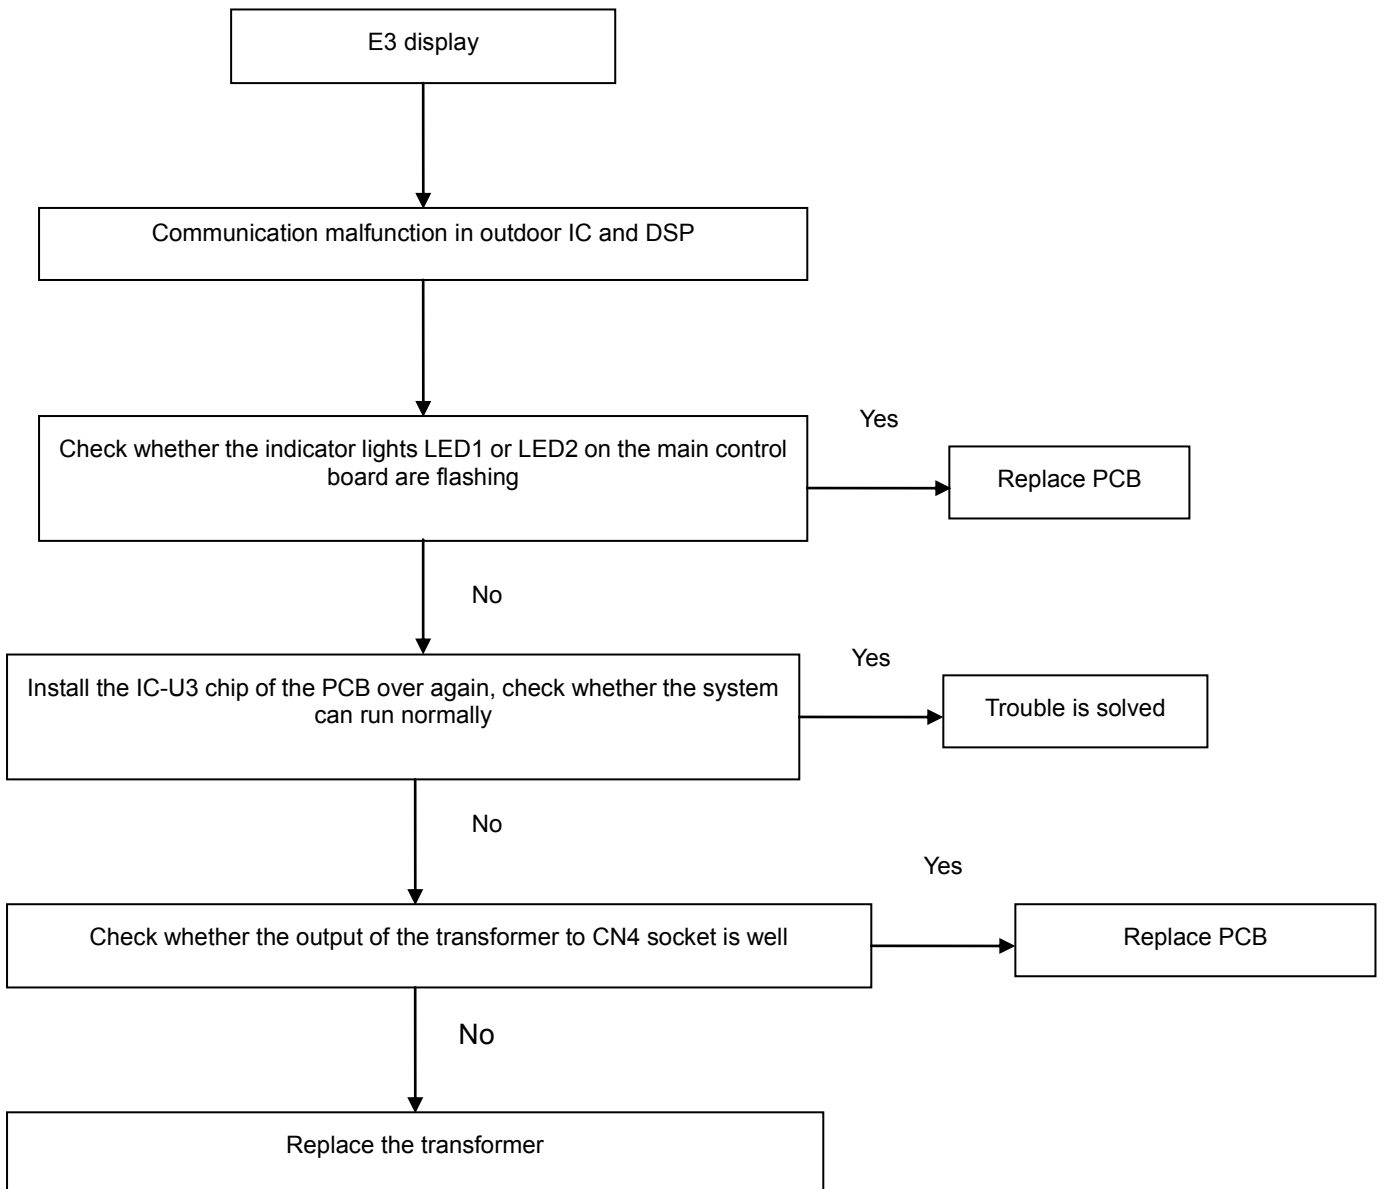 E3 display
Communication malfunction in outdoor IC and DSP
Yes
Check whether the indicator lights LED1 or LED2 on the main control
board are flashing
Replace PCB
No
Yes
Install the IC-U3 chip of the PCB over again, check whether the system
can run normally
Trouble is solved
No
Yes
Check whether the output of the transformer to CN4 socket is well
Replace PCB
No
Replace the transformer